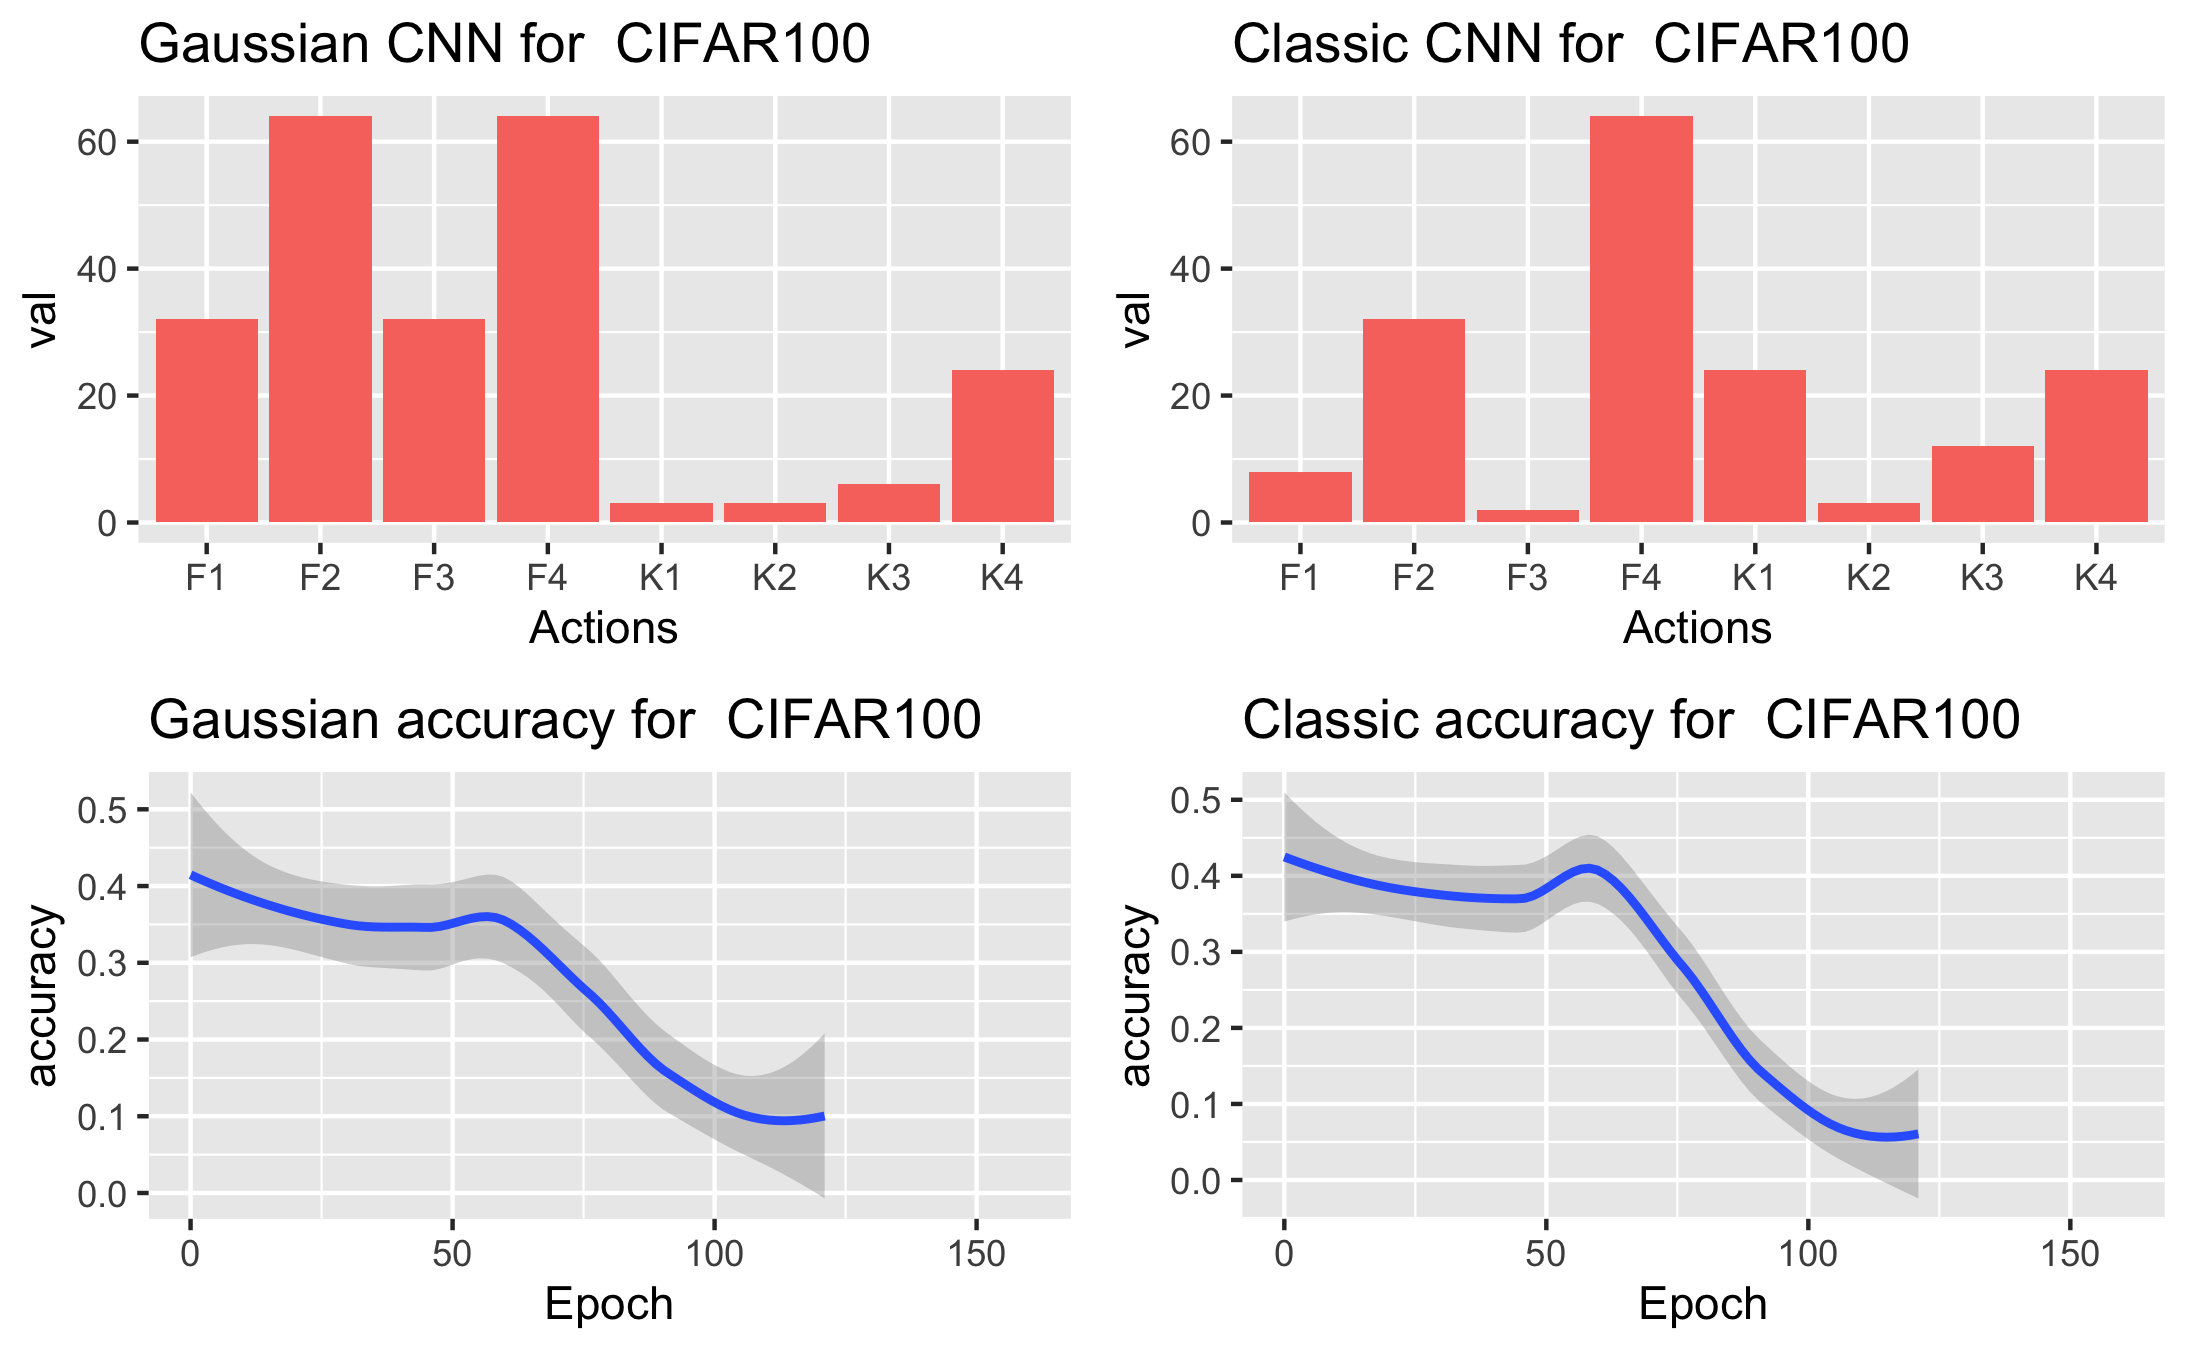 Gaussian CNN for  CIFAR100
val
60
40
20
0
F1 F2 F3 F4 K1 K2 K3 K4
Actions
Classic CNN for  CIFAR100
val
60
40
20
0
F1 F2 F3 F4 K1 K2 K3 K4
Actions
Gaussian accuracy for  CIFAR100
accuracy
0.5
0.4
0.3
0.2
0.1
0.0
0 50 100 150
Epoch
Classic accuracy for  CIFAR100
accuracy
0.5
0.4
0.3
0.2
0.1
0.0
0 50 100 150
Epoch